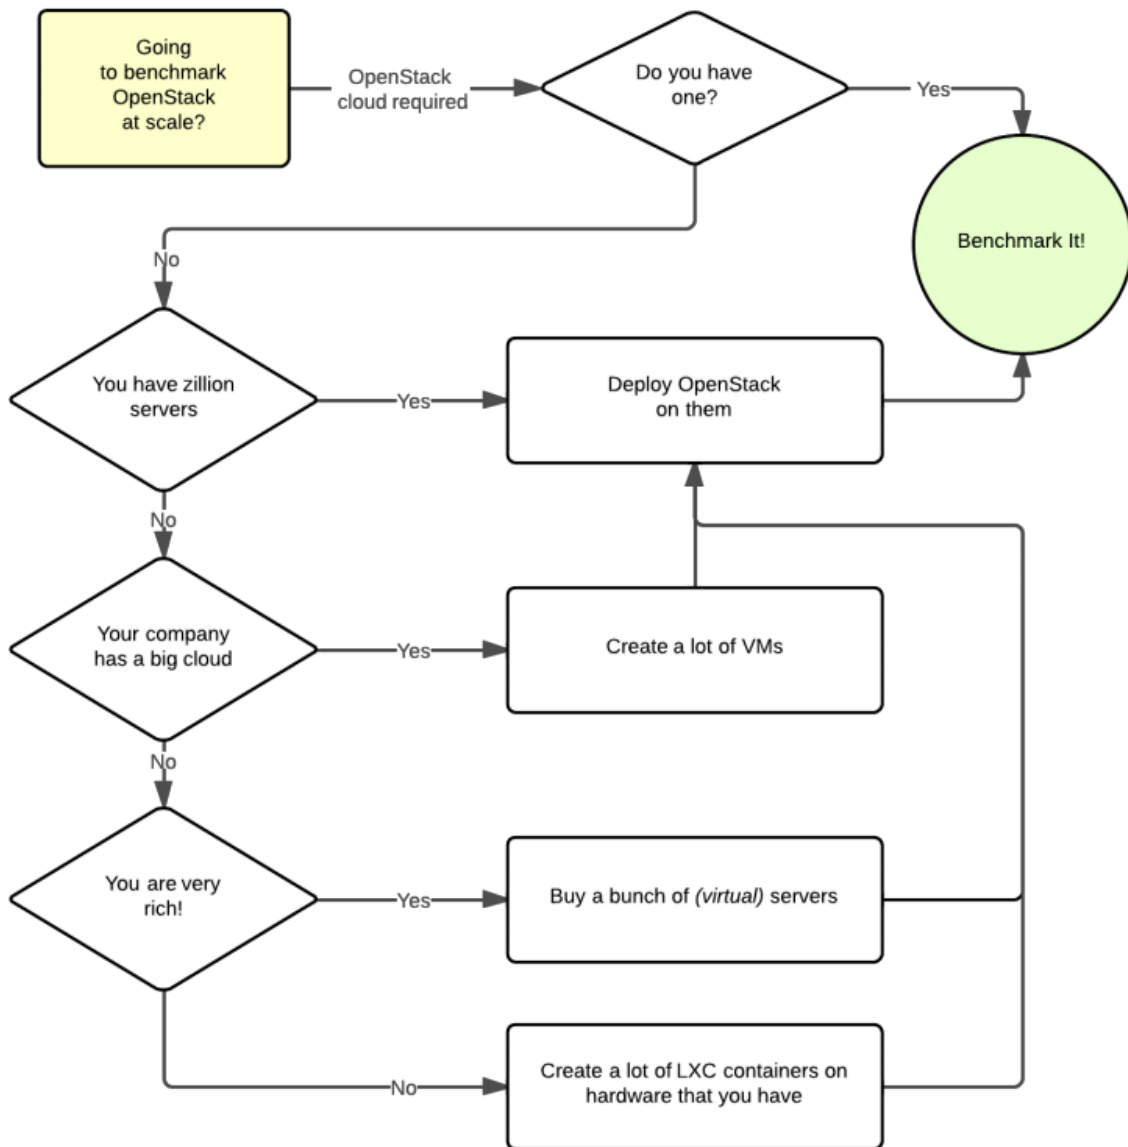 Going
to benchmark
OpenStack
at scale?
OpenStack
cloud required
Do you have
one?
Yes
Benchmark It!
No
You have zillion
servers
Yes
Deploy OpenStack
on them
No
Your company
has a big cloud
Yes
Create a lot of VMs
No
You are very
rich!
Yes
Buy a bunch of (virtual) servers
No
Create a lot of LXC containers on
hardware that you have